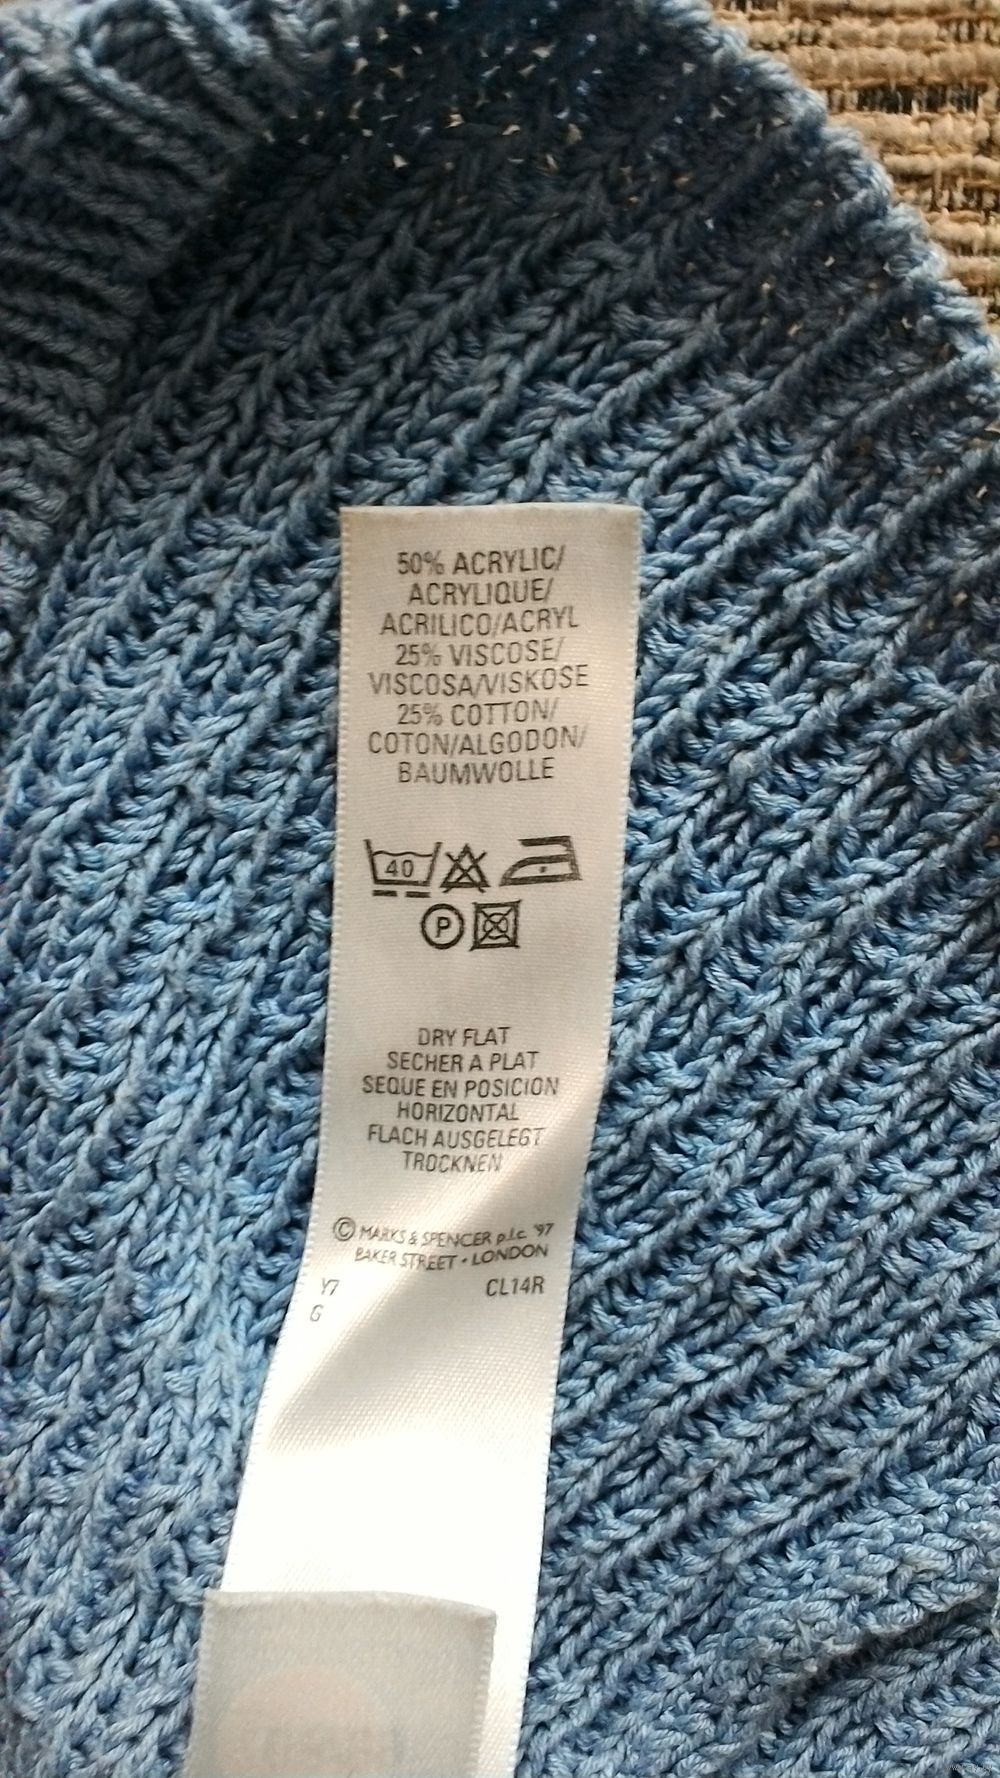 50% ACRYLIC/
ACRYLIQUE/
ACRILICO/ACRYL
25% VISCOSE/
VISCOSA/VISKOSE
25% COTTON/
COTON/ALGODON/
BAUMWOLLE
40
P
DRY FLAT
SECHER A PLAT
SEQUE EN POSICION
HORIZONTAL
FLACH AUSGELEGT
TROCKNEN
© MARKS & SPENCER p.l.c. '97
BAKER STREET • LONDON
Y7 CL14R
G